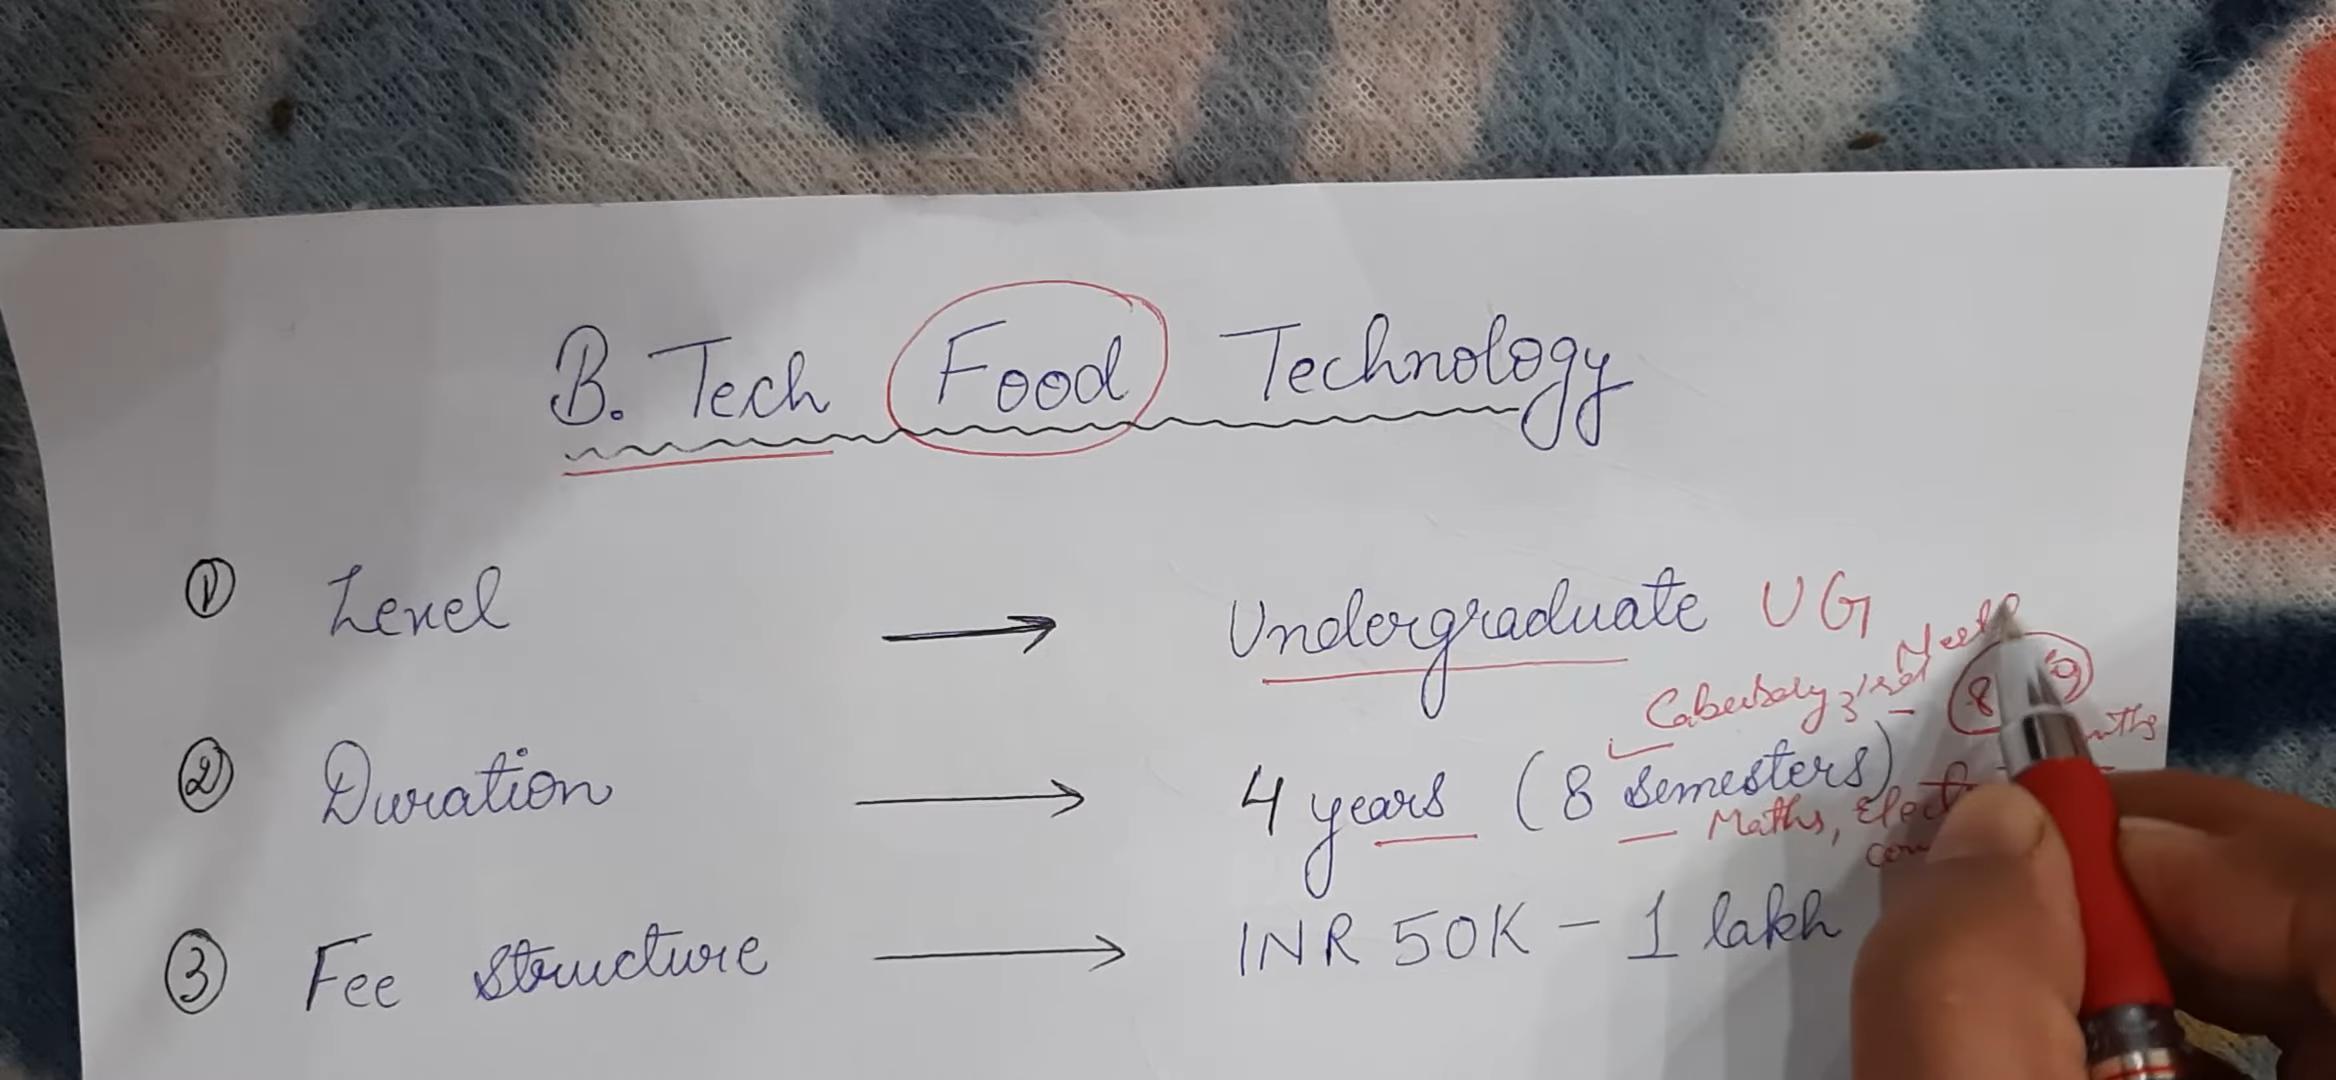 B. Tech Food Technology
① Level → Undergraduate UG
② Duration → 4 years (8 semesters)
Maths,
③ Fee structure → INR 50K - 1 lakh